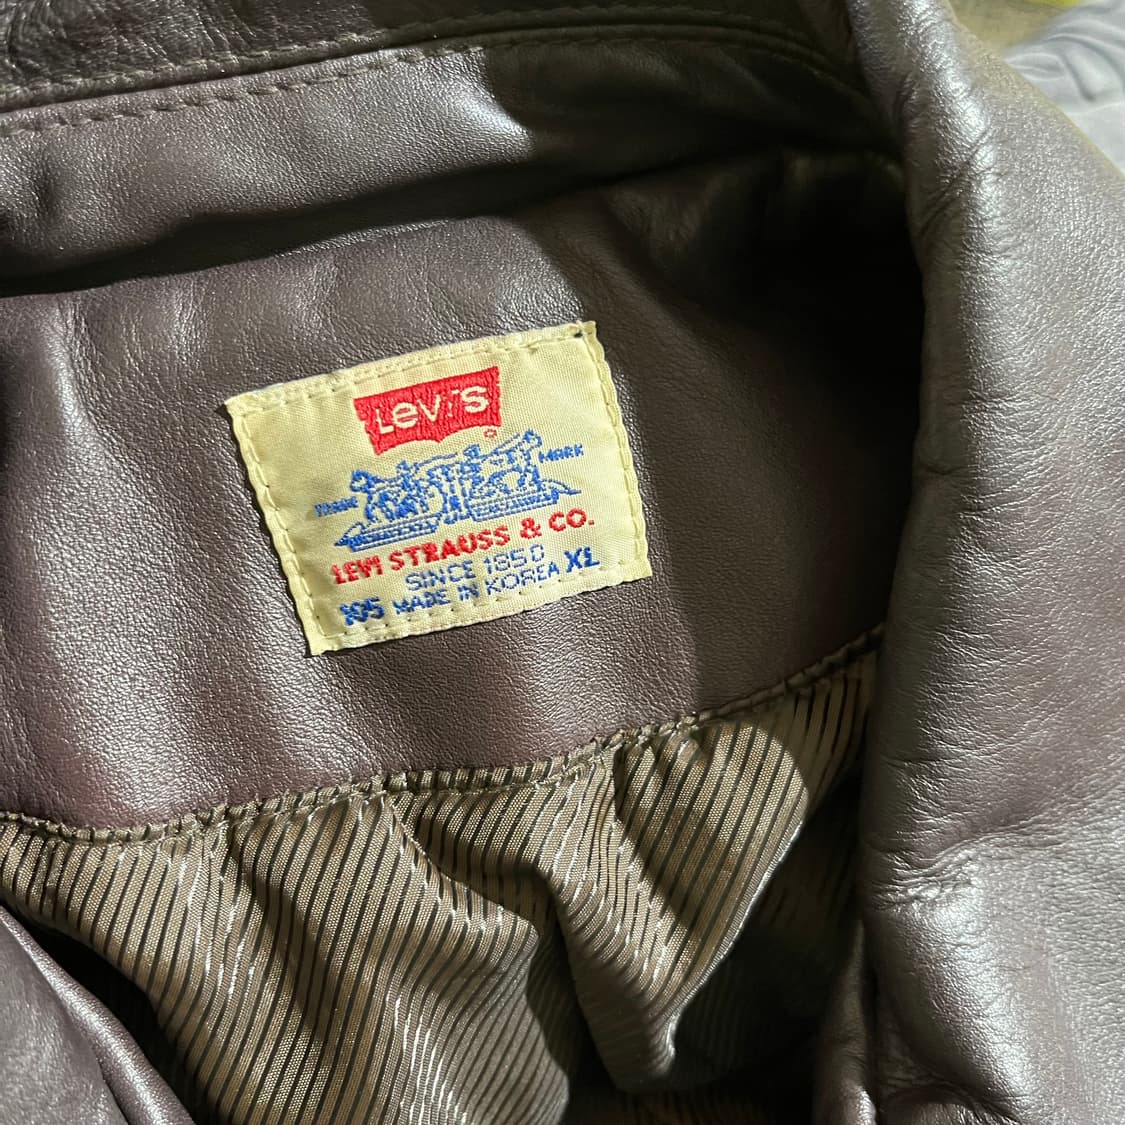 Levi's
®
TRADE MARK
LEVI STRAUSS & CO.
SINCE 1850 XL
105 MADE IN KOREA